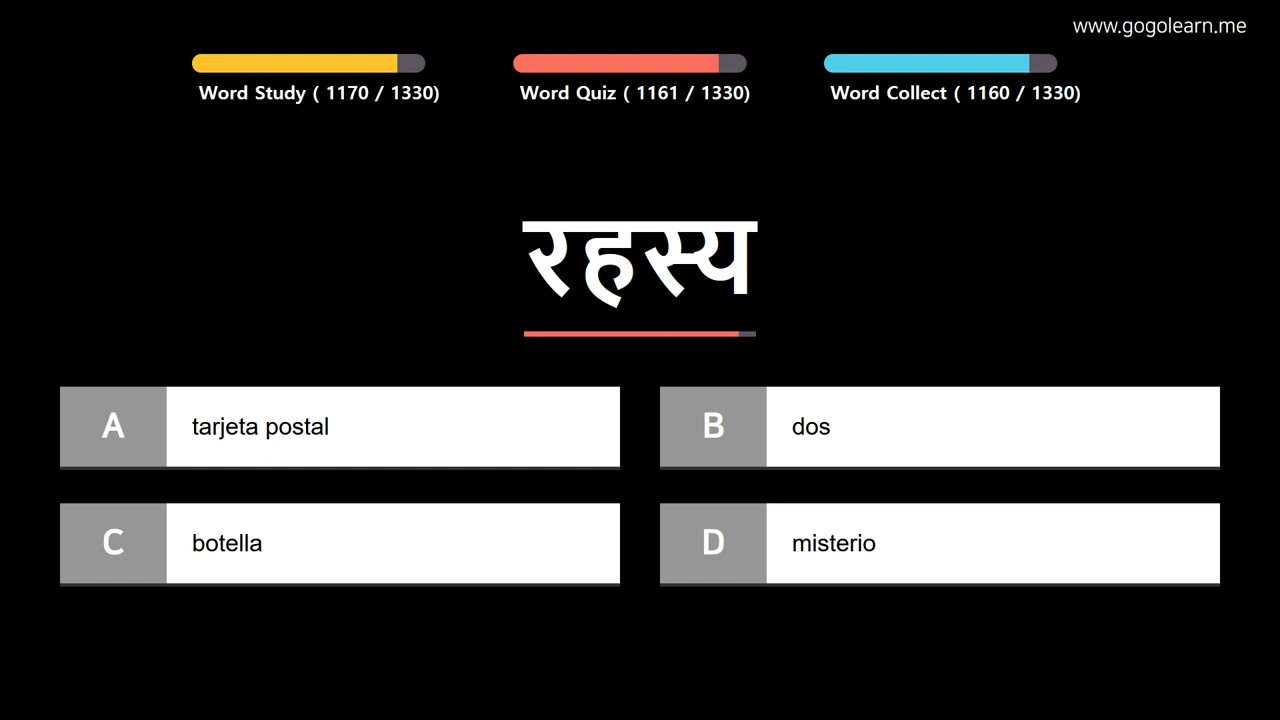 www.gogolearn.me
Word Study ( 1170 / 1330)
Word Quiz ( 1161 / 1330)
Word Collect ( 1160 / 1330)
रहस्य
A tarjeta postal
B dos
C botella
D misterio